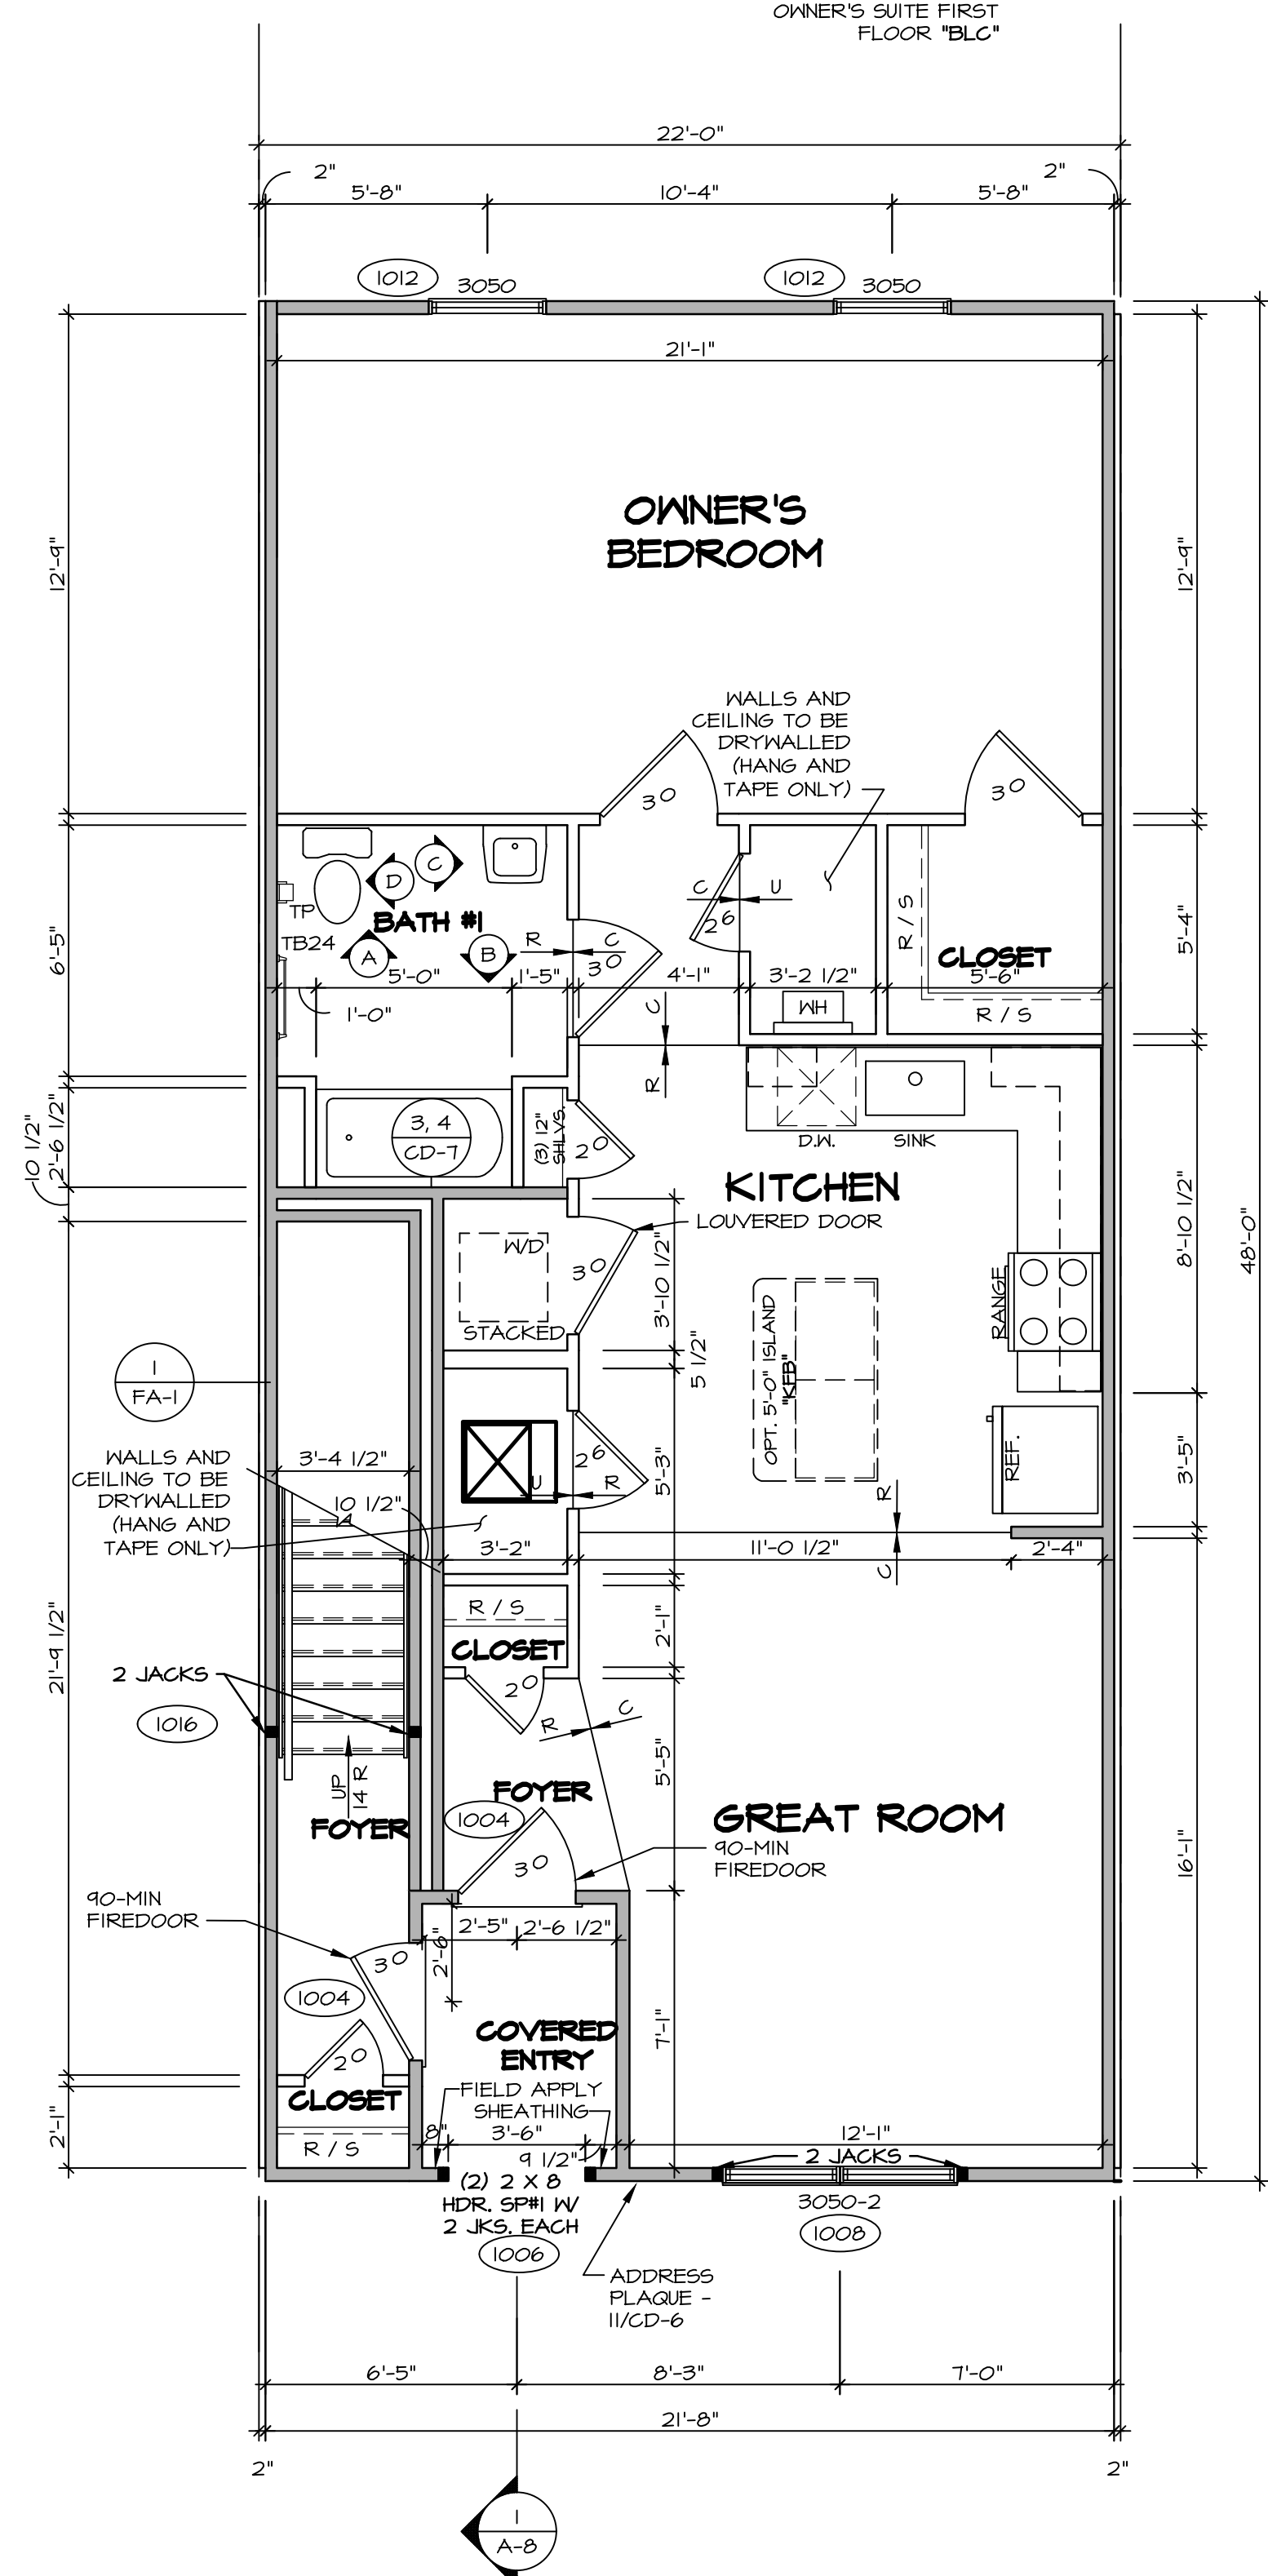 OWNER'S SUITE FIRST
FLOOR "BLC"
22'-0"
2"
2"
5'-8"
10'-4"
5'-8"
1012
3050
1012
3050
21'-1"
OWNER'S
BEDROOM
12'-9"
12'-9"
WALLS AND
CEILING TO BE
DRYWALLED
(HANG AND
TAPE ONLY)
3⁰
3⁰
D
C
C
U
2⁶
TP
BATH #1
TB24
A
B
R
C
3⁰
R / S
CLOSET
6'-5"
5'-4"
5'-0"
1'-5"
4'-1"
3'-2 1/2"
5'-6"
1'-0"
C
WH
R / S
R
10 1/2"
2'-6 1/2"
3, 4
CD-7
(3) 12"
SHLVS.
2⁰
D.W.
SINK
KITCHEN
LOUVERED DOOR
W/D
3⁰
STACKED
3'-10 1/2"
5 1/2"
8'-10 1/2"
48'-0"
RANGE
OPT. 5'-0" ISLAND
"KFB"
1
FA-1
WALLS AND
CEILING TO BE
DRYWALLED
(HANG AND
TAPE ONLY)
3'-4 1/2"
10 1/2"
U
2⁶
R
5'-3"
REF.
3'-5"
R
C
3'-2"
11'-0 1/2"
2'-4"
R / S
CLOSET
2'-1"
2⁰
21'-9 1/2"
2 JACKS
1016
R
C
5'-5"
UP
14 R
FOYER
FOYER
1004
3⁰
GREAT ROOM
90-MIN
FIREDOOR
16'-1"
90-MIN
FIREDOOR
2'-5"
2'-6 1/2"
2'-6"
3⁰
1004
2⁰
COVERED
ENTRY
7'-1"
CLOSET
R / S
2'-1"
FIELD APPLY
SHEATHING
8"
3'-6"
9 1/2"
12'-1"
2 JACKS
(2) 2 X 8
HDR. SP#1 W/
2 JKS. EACH
1006
3050-2
1008
ADDRESS
PLAQUE -
11/CD-6
6'-5"
8'-3"
7'-0"
21'-8"
2"
2"
1
A-8